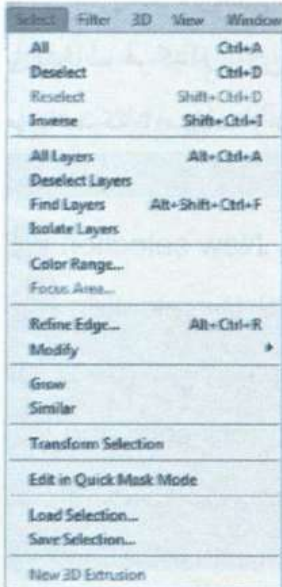 Select Filter 3D View Window
All Ctrl+A
Deselect Ctrl+D
Reselect Shift+Ctrl+D
Inverse Shift+Ctrl+I
All Layers Alt+Ctrl+A
Deselect Layers
Find Layers Alt+Shift+Ctrl+F
Isolate Layers
Color Range...
Focus Area...
Refine Edge... Alt+Ctrl+R
Modify
Grow
Similar
Transform Selection
Edit in Quick Mask Mode
Load Selection...
Save Selection...
New 3D Extrusion